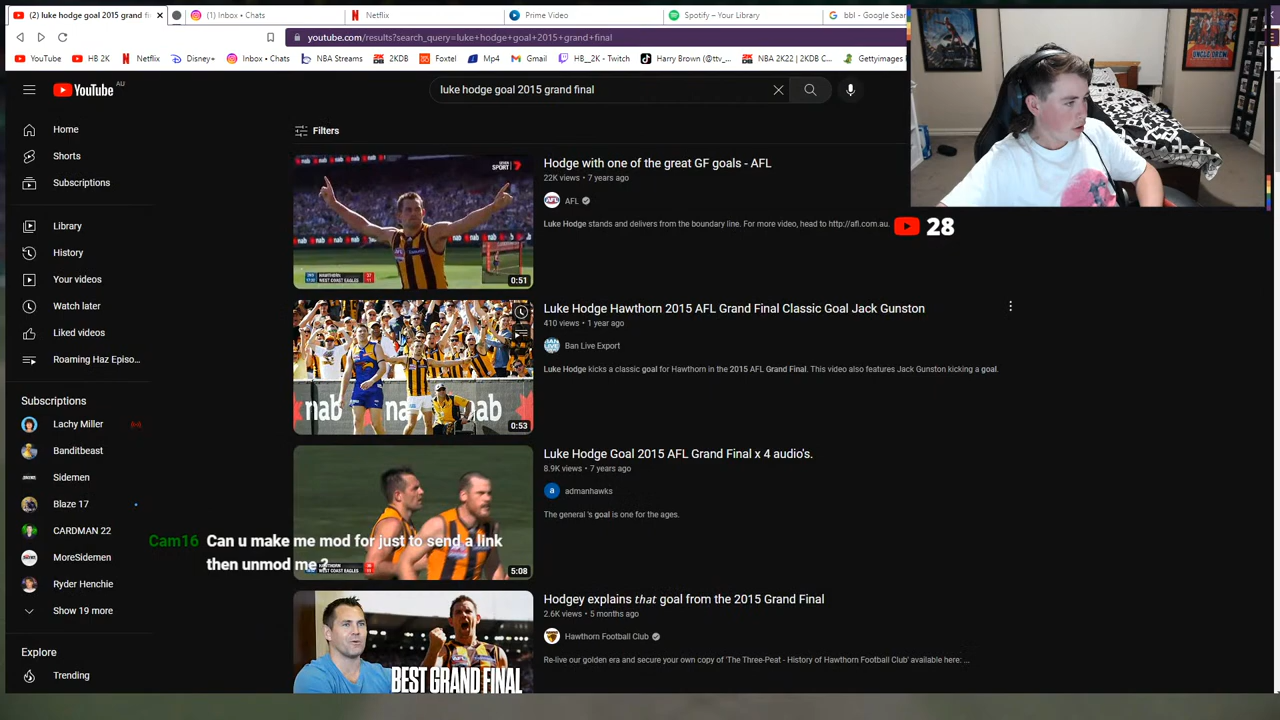 (2) luke hodge goal 2015 grand fi
(1) Inbox • Chats
Netflix
Prime Video
Spotify – Your Library
bbl - Google Sear
youtube.com/results?search_query=luke+hodge+goal+2015+grand+final
YouTube
HB 2K
Netflix
Disney+
Inbox • Chats
NBA Streams
2KDB
Foxtel
Mp4
Gmail
HB__2K - Twitch
Harry Brown (@ttv_...
NBA 2K22 | 2KDB C...
Gettyimages
YouTube AU
luke hodge goal 2015 grand final
Filters
Home
Shorts
Subscriptions
Library
History
Your videos
Watch later
Liked videos
Roaming Haz Episo...
Subscriptions
Lachy Miller
Banditbeast
Sidemen
Blaze 17
CARDMAN 22
MoreSidemen
Ryder Henchie
Show 19 more
Explore
Trending
0:51
Hodge with one of the great GF goals - AFL
22K views • 7 years ago
AFL
Luke Hodge stands and delivers from the boundary line. For more video, head to http://afl.com.au.
28
nab
nab
0:53
Luke Hodge Hawthorn 2015 AFL Grand Final Classic Goal Jack Gunston
410 views • 1 year ago
Ban Live Export
Luke Hodge kicks a classic goal for Hawthorn in the 2015 AFL Grand Final. This video also features Jack Gunston kicking a goal.
5:08
Luke Hodge Goal 2015 AFL Grand Final x 4 audio's.
8.9K views • 7 years ago
admanhawks
The general 's goal is one for the ages.
Cam16 Can u make me mod for just to send a link
then unmod me ?
BEST GRAND FINAL
Hodgey explains that goal from the 2015 Grand Final
2.6K views • 5 months ago
Hawthorn Football Club
Re-live our golden era and secure your own copy of 'The Three-Peat - History of Hawthorn Football Club' available here: ...